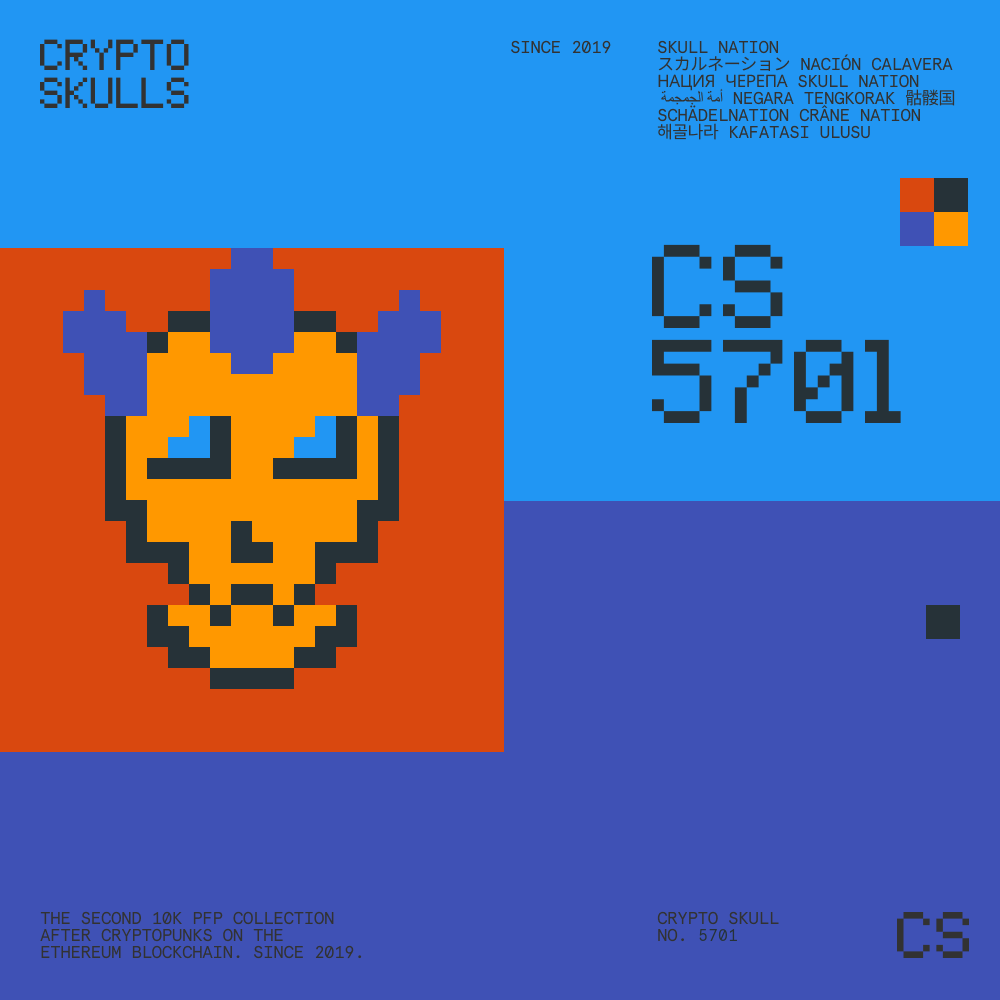 CRYPTO
SKULLS
SINCE 2019
SKULL NATION
スカルネーション NACIÓN CALAVERA
НАЦИЯ ЧЕРЕПА SKULL NATION
أمة الجمجمة NEGARA TENGKORAK 骷髅国
SCHÄDELNATION CRÂNE NATION
해골나라 KAFATASI ULUSU
CS
5701
THE SECOND 10K PFP COLLECTION
AFTER CRYPTOPUNKS ON THE
ETHEREUM BLOCKCHAIN. SINCE 2019.
CRYPTO SKULL
NO. 5701
CS